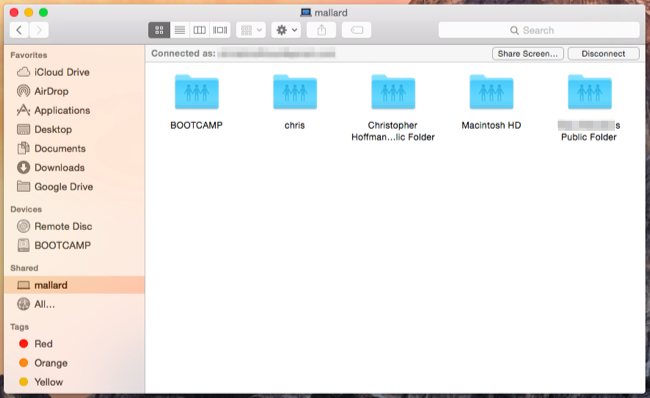 mallard
Search
Favorites
iCloud Drive
AirDrop
Applications
Desktop
Documents
Downloads
Google Drive
Devices
Remote Disc
BOOTCAMP
Shared
mallard
All...
Tags
Red
Orange
Yellow
Connected as:
Share Screen...
Disconnect
BOOTCAMP
chris
Christopher
Hoffman...lic Folder
Macintosh HD
s
Public Folder